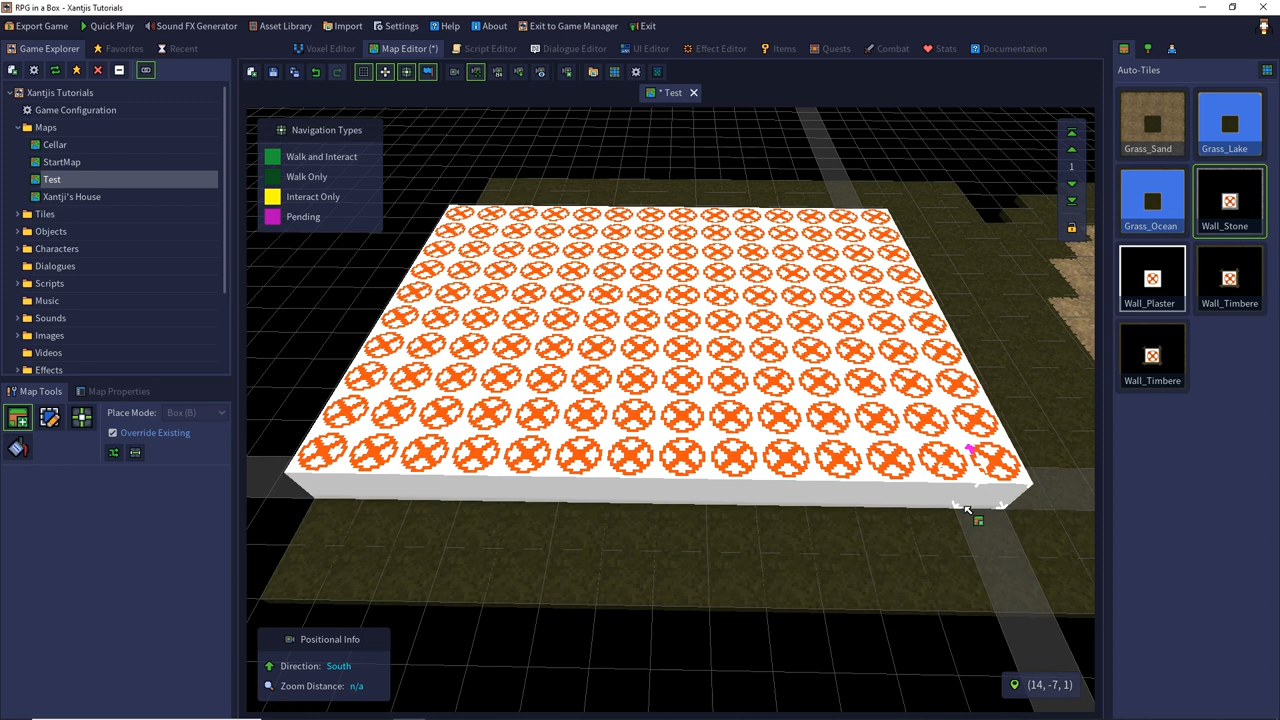 RPG in a Box - Xantjis Tutorials
Export Game Quick Play Sound FX Generator Asset Library Import Settings Help About Exit to Game Manager Exit
Game Explorer Favorites Recent Voxel Editor Map Editor (*) Script Editor Dialogue Editor UI Editor Effect Editor Items Quests Combat Stats Documentation
Auto-Tiles
* Test
Xantjis Tutorials
Game Configuration
Maps
Cellar
StartMap
Test
Xantji's House
Tiles
Objects
Characters
Dialogues
Scripts
Music
Sounds
Images
Videos
Effects
Map Tools Map Properties
Place Mode: Box (B)
Override Existing
Navigation Types
Walk and Interact
Walk Only
Interact Only
Pending
1
Positional Info
Direction: South
Zoom Distance: n/a
(14, -7, 1)
Grass_Sand Grass_Lake
Grass_Ocean Wall_Stone
Wall_Plaster Wall_Timbere
Wall_Timbere